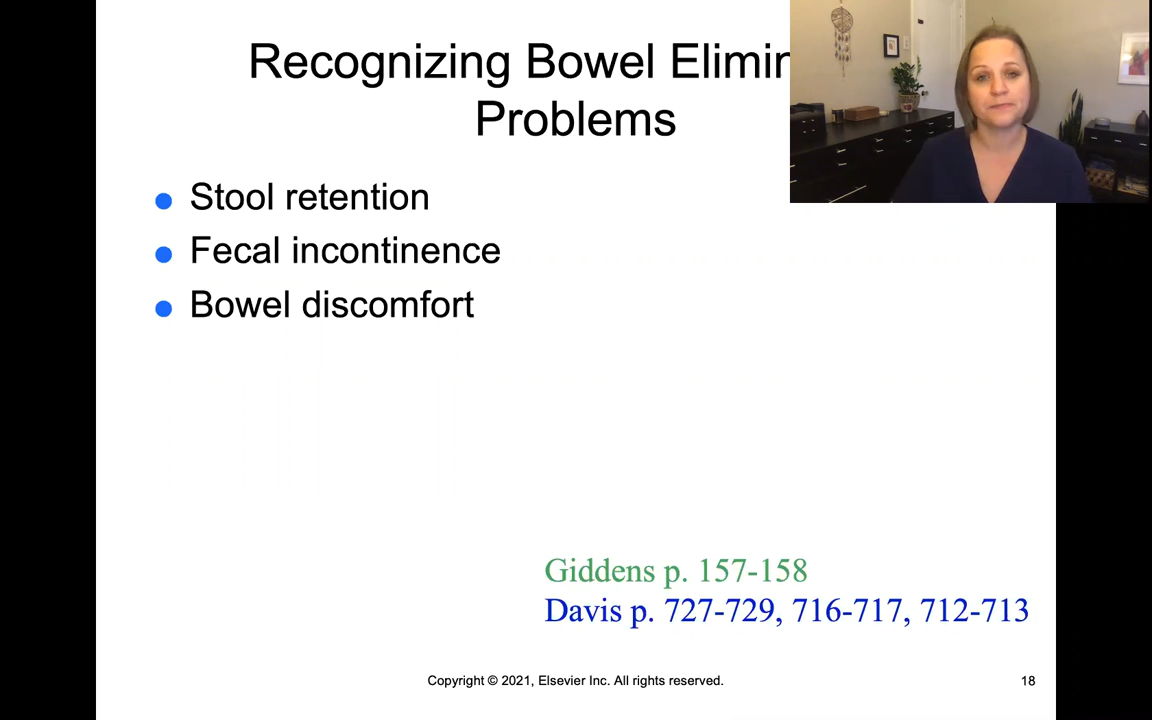 Recognizing Bowel Elimin
Problems
Stool retention
Fecal incontinence
Bowel discomfort
Giddens p. 157-158
Davis p. 727-729, 716-717, 712-713
Copyright © 2021, Elsevier Inc. All rights reserved.
18